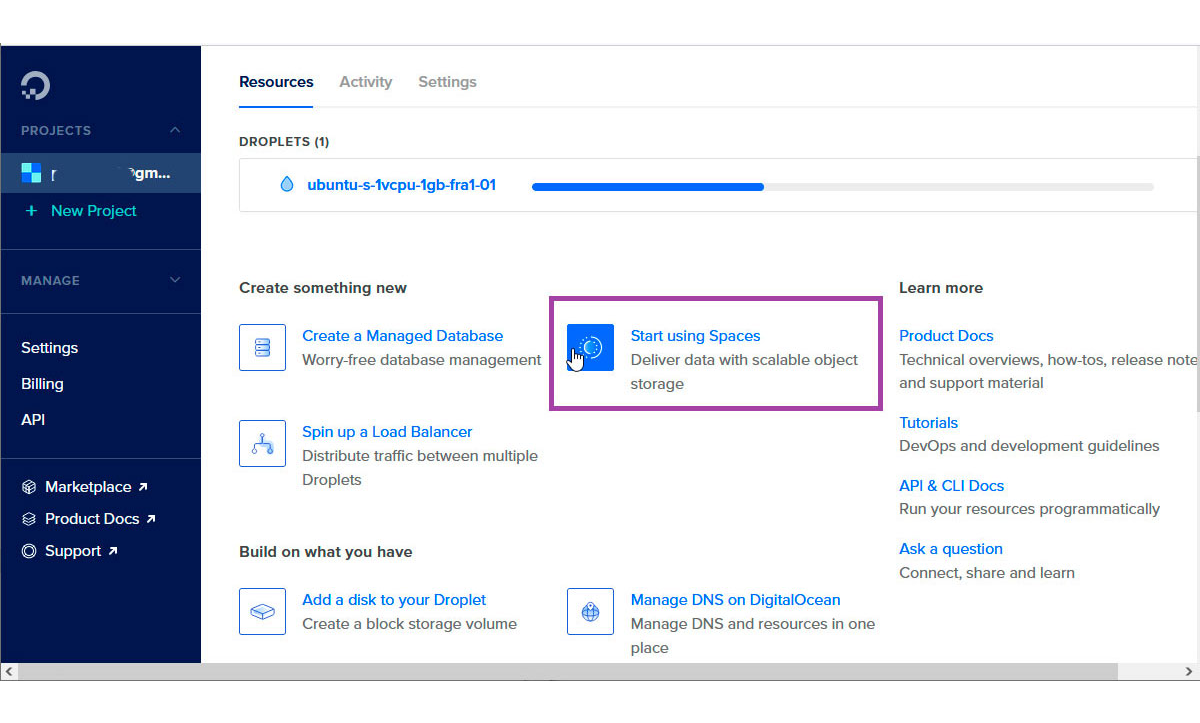 PROJECTS
gm...
+ New Project
MANAGE
Settings
Billing
API
Marketplace
Product Docs
Support
Resources
Activity
Settings
DROPLETS (1)
ubuntu-s-1vcpu-1gb-fra1-01
Create something new
Create a Managed Database
Worry-free database management
Start using Spaces
Deliver data with scalable object
storage
Spin up a Load Balancer
Distribute traffic between multiple
Droplets
Build on what you have
Add a disk to your Droplet
Create a block storage volume
Manage DNS on DigitalOcean
Manage DNS and resources in one
place
Learn more
Product Docs
Technical overviews, how-tos, release note
and support material
Tutorials
DevOps and development guidelines
API & CLI Docs
Run your resources programmatically
Ask a question
Connect, share and learn